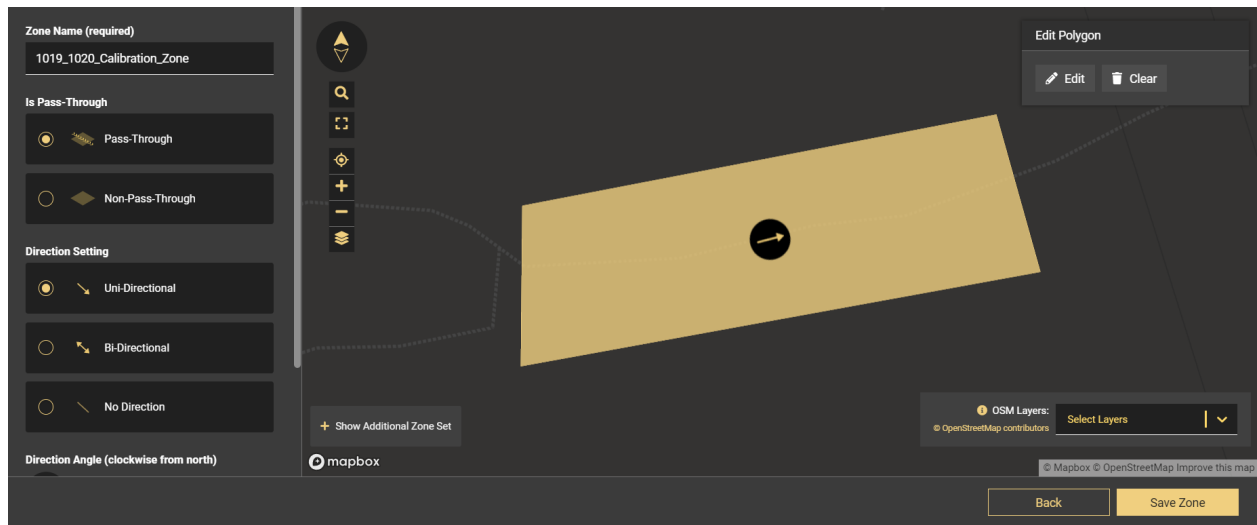 Zone Name (required)
1019_1020_Calibration_Zone
Is Pass-Through
Pass-Through
Non-Pass-Through
Direction Setting
Uni-Directional
Bi-Directional
No Direction
Direction Angle (clockwise from north)
Edit Polygon
Edit
Clear
+ Show Additional Zone Set
mapbox
OSM Layers:
© OpenStreetMap contributors
Select Layers
© Mapbox © OpenStreetMap Improve this map
Back
Save Zone